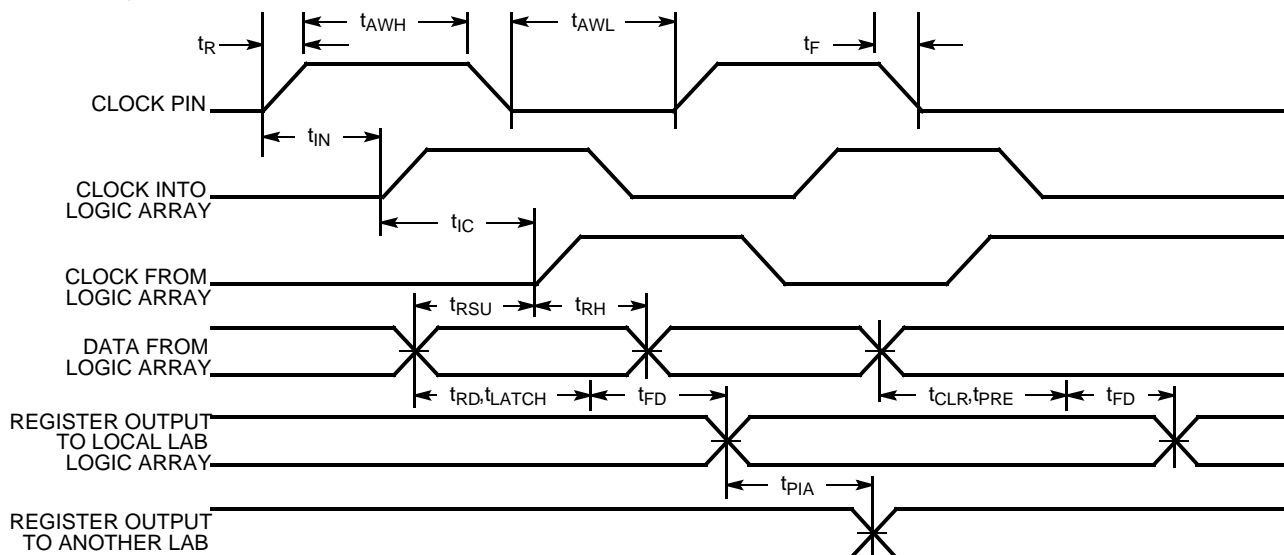 tAWH
tAWL
tR
tF
CLOCK PIN
tIN
CLOCK INTO
LOGIC ARRAY
tIC
CLOCK FROM
LOGIC ARRAY
tRSU
tRH
DATA FROM
LOGIC ARRAY
tRD,tLATCH
tFD
tCLR,tPRE
tFD
REGISTER OUTPUT
TO LOCAL LAB
LOGIC ARRAY
tPIA
REGISTER OUTPUT
TO ANOTHER LAB